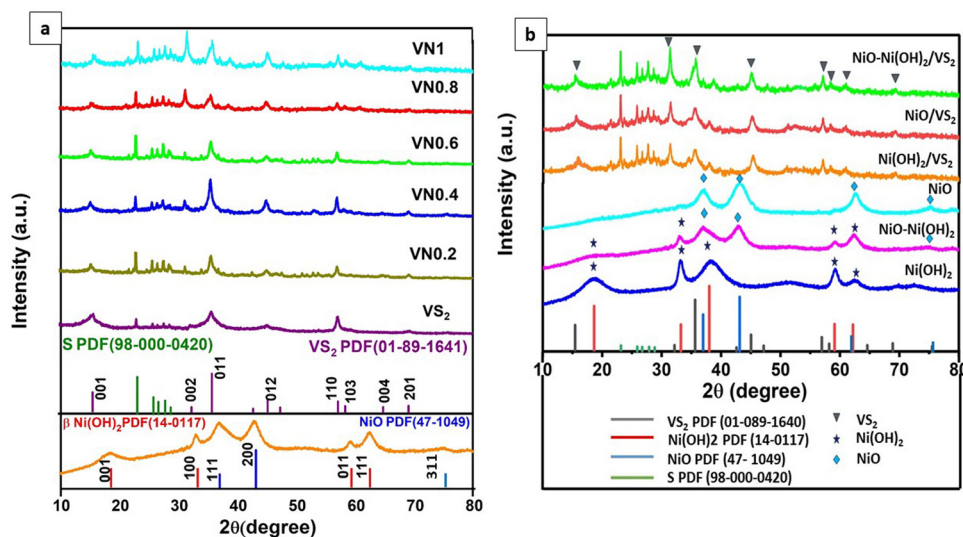 a
VN1
VN0.8
VN0.6
VN0.4
VN0.2
VS2
S PDF(98-000-0420)
VS2 PDF(01-89-1641)
001
002
011
012
110
103
004
201
β Ni(OH)2PDF(14-0117)
NiO PDF(47-1049)
001
100
111
200
011
111
311
10 20 30 40 50 60 70 80
2θ(degree)
Intensity (a.u.)
b
NiO-Ni(OH)2/VS2
NiO/VS2
Ni(OH)2/VS2
NiO
NiO-Ni(OH)2
Ni(OH)2
10 20 30 40 50 60 70 80
2θ (degree)
Intensity (a.u.)
VS2 PDF (01-089-1640)
Ni(OH)2 PDF (14-0117)
NiO PDF (47- 1049)
S PDF (98-000-0420)
VS2
Ni(OH)2
NiO